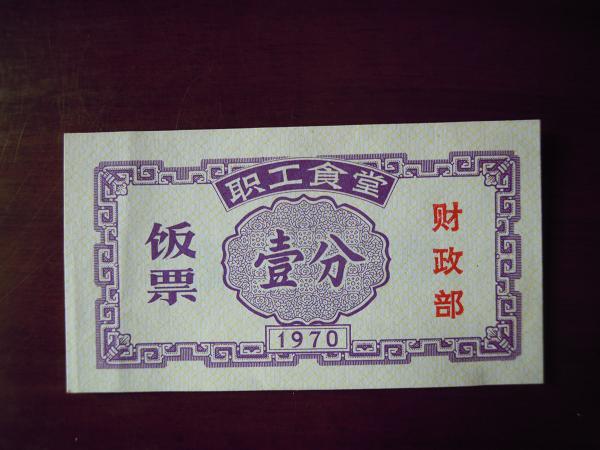 职工食堂
饭票
壹分
财政部
1970